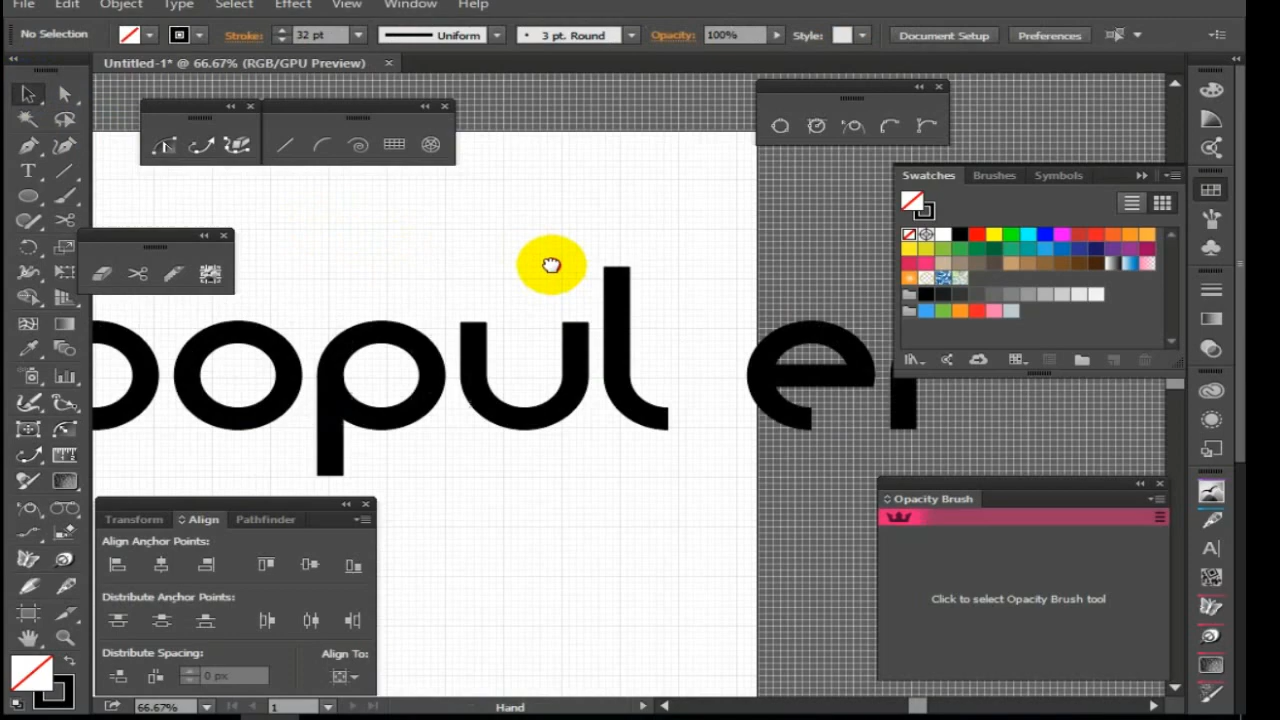 File Edit Object Type Select Effect View Window Help
No Selection Stroke: 32 pt Uniform 3 pt. Round Opacity: 100% Style: Document Setup Preferences
Untitled-1* @ 66.67% (RGB/GPU Preview)
Swatches Brushes Symbols
popul er
Opacity Brush
Click to select Opacity Brush tool
Transform Align Pathfinder
Align Anchor Points:
Distribute Anchor Points:
Distribute Spacing: Align To:
0 px
66.67% 1 Hand